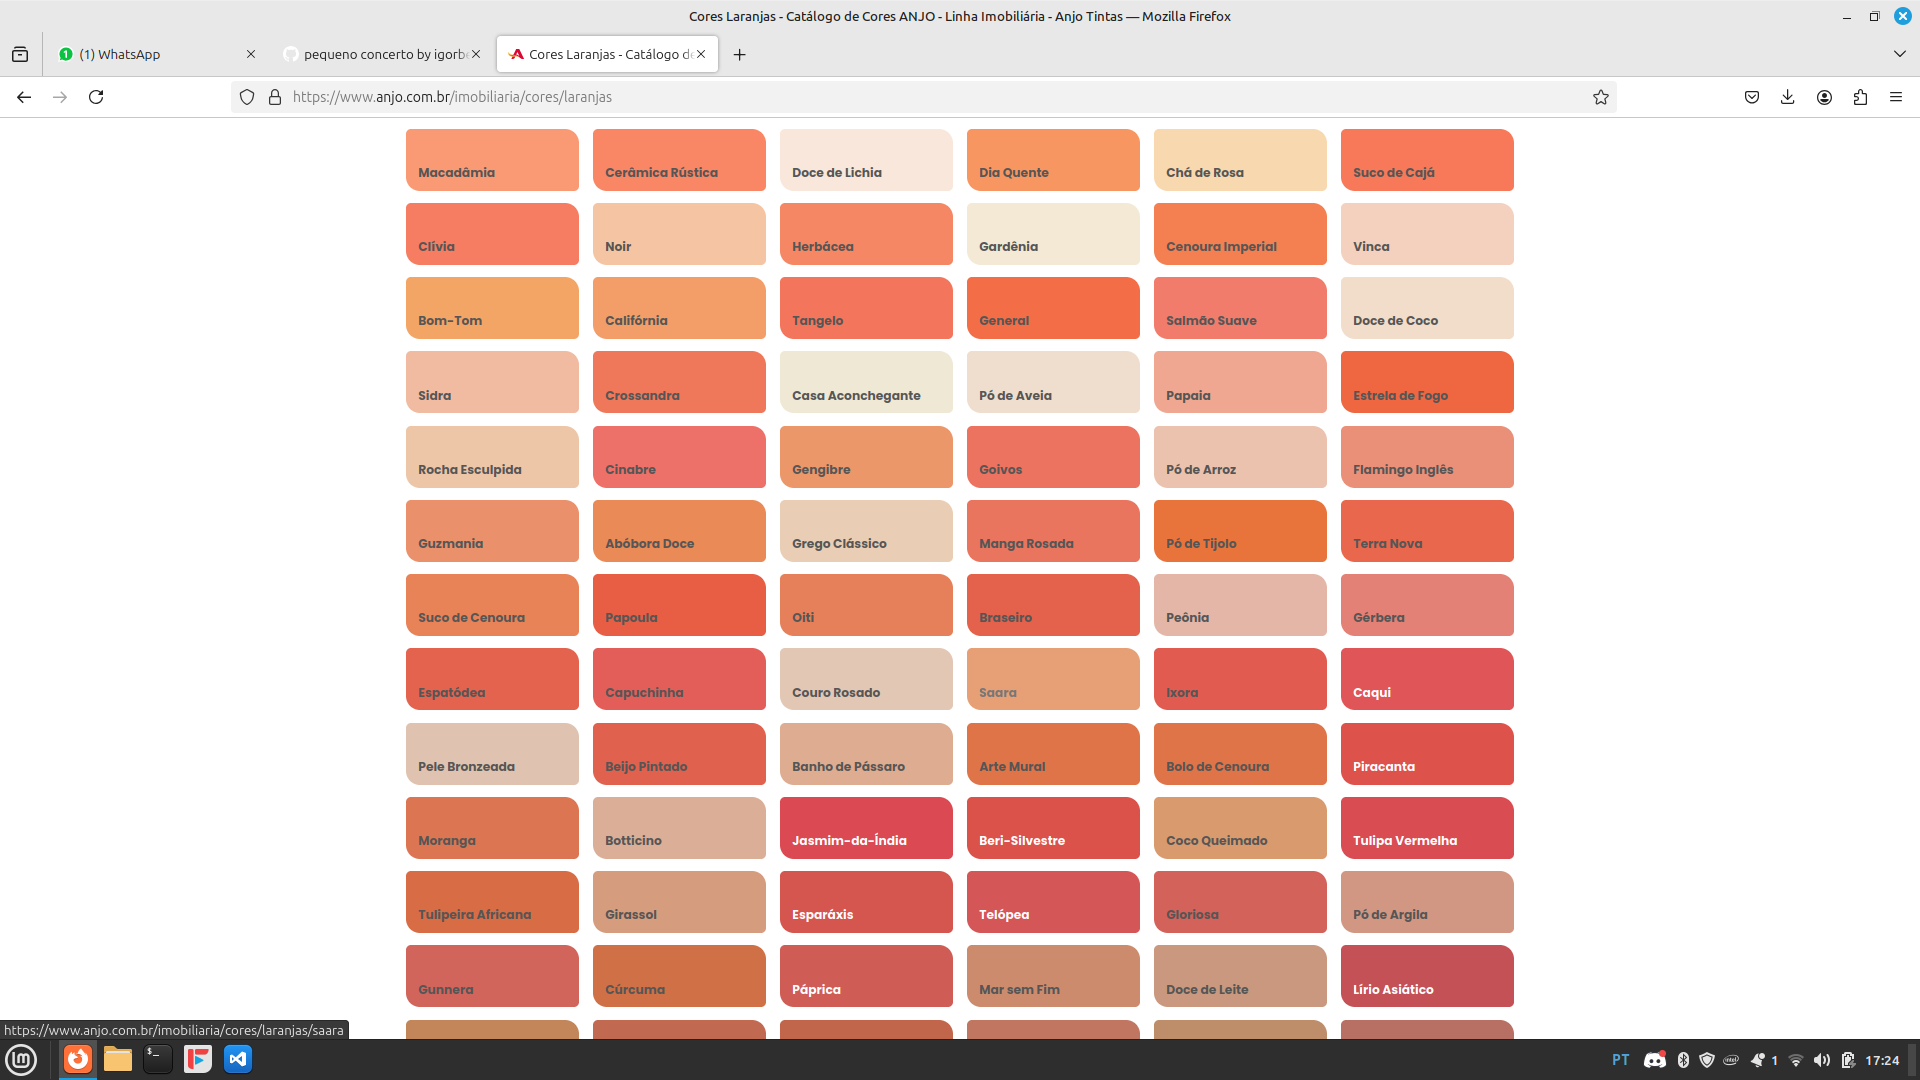 Cores Laranjas - Catálogo de Cores ANJO - Linha Imobiliária - Anjo Tintas — Mozilla Firefox
(1) WhatsApp
pequeno concerto by igorb
Cores Laranjas - Catálogo d
https://www.anjo.com.br/imobiliaria/cores/laranjas
Macadâmia Cerâmica Rústica Doce de Lichia Dia Quente Chá de Rosa Suco de Cajá
Clívia Noir Herbácea Gardênia Cenoura Imperial Vinca
Bom-Tom Califórnia Tangelo General Salmão Suave Doce de Coco
Sidra Crossandra Casa Aconchegante Pó de Aveia Papaia Estrela de Fogo
Rocha Esculpida Cinabre Gengibre Goivos Pó de Arroz Flamingo Inglês
Guzmania Abóbora Doce Grego Clássico Manga Rosada Pó de Tijolo Terra Nova
Suco de Cenoura Papoula Oiti Braseiro Peônia Gérbera
Espatódea Capuchinha Couro Rosado Saara Ixora Caqui
Pele Bronzeada Beijo Pintado Banho de Pássaro Arte Mural Bolo de Cenoura Piracanta
Moranga Botticino Jasmim-da-Índia Beri-Silvestre Coco Queimado Tulipa Vermelha
Tulipeira Africana Girassol Esparáxis Telópea Gloriosa Pó de Argila
Gunnera Cúrcuma Páprica Mar sem Fim Doce de Leite Lírio Asiático
https://www.anjo.com.br/imobiliaria/cores/laranjas/saara
PT 1 17:24